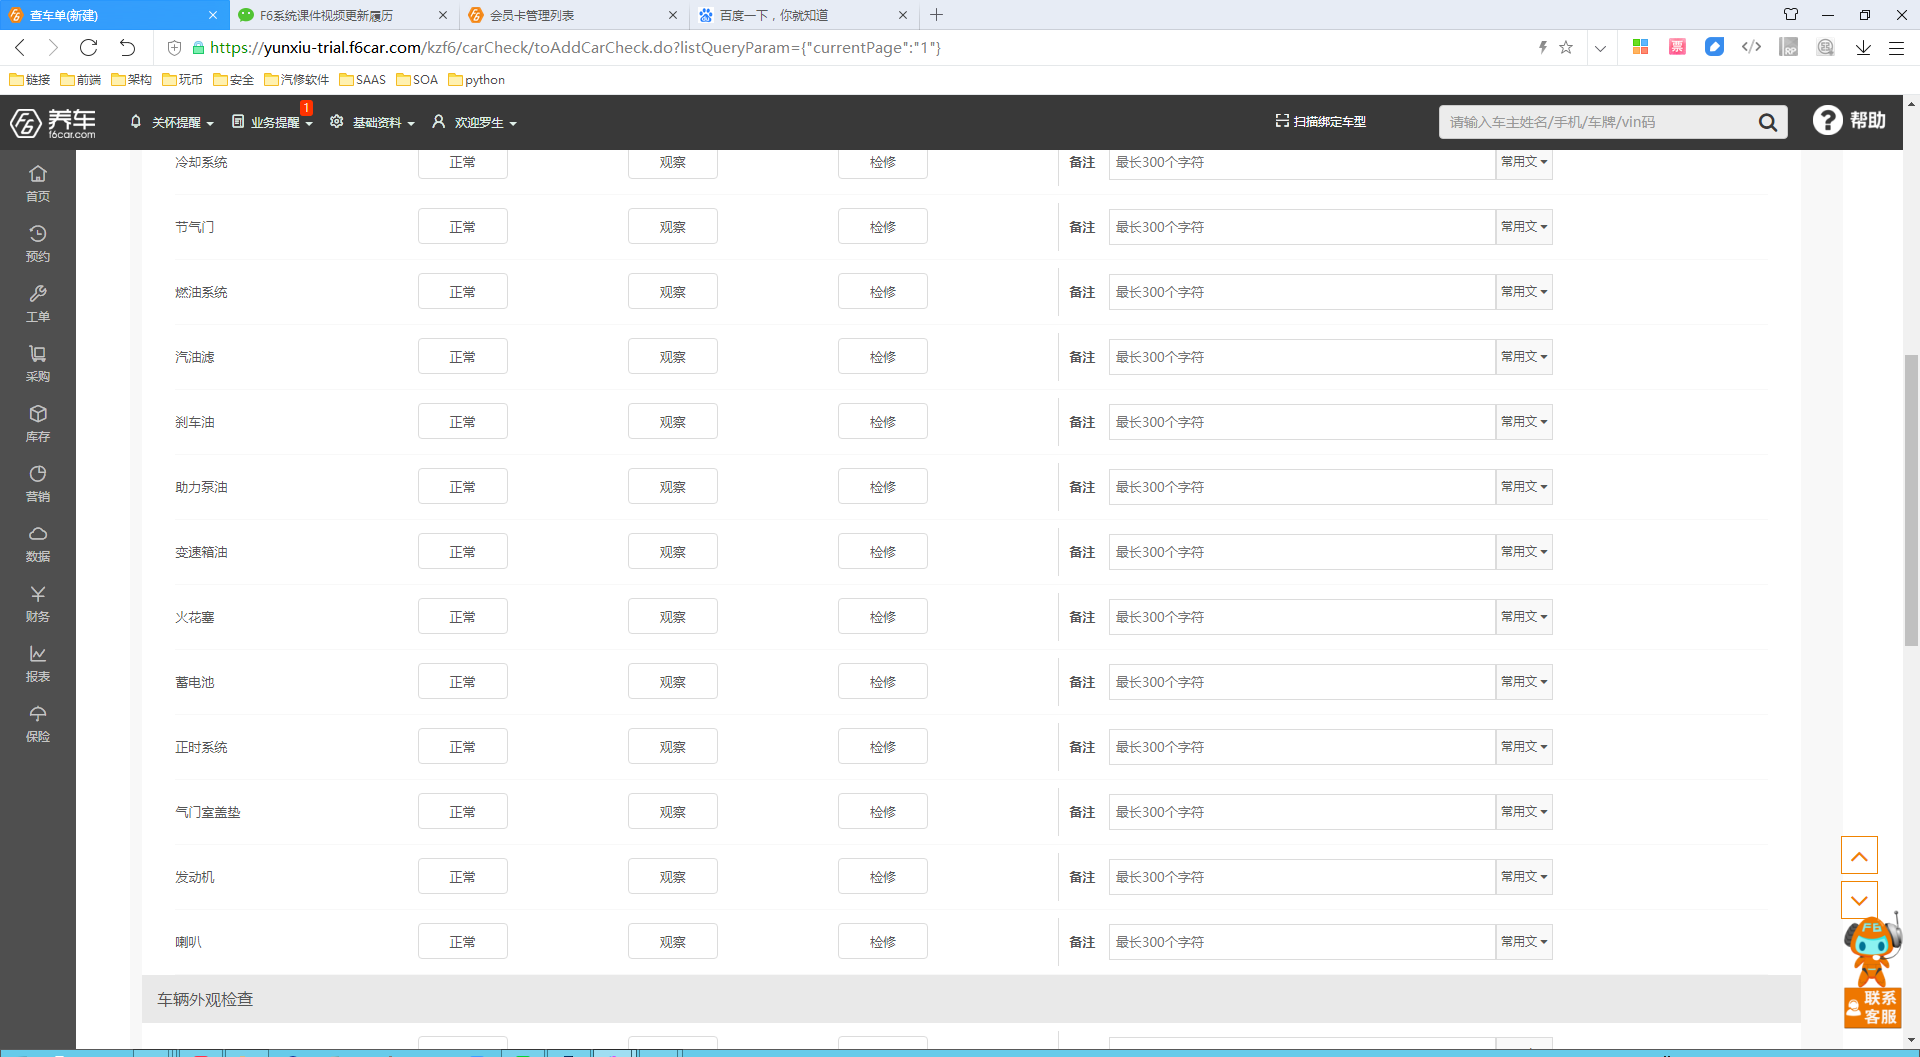 查车单(新建)
F6系统课件视频更新履历
会员卡管理列表
百度一下，你就知道
https://yunxiu-trial.f6car.com/kzf6/carCheck/toAddCarCheck.do?listQueryParam={"currentPage":"1"}
票
RP
链接 前端 架构 玩币 安全 汽修软件 SAAS SOA python
F6 养车 f6car.com
关怀提醒 业务提醒 1 基础资料 欢迎罗生
扫描绑定车型
请输入车主姓名/手机/车牌/vin码
? 帮助
首页
预约
工单
采购
库存
营销
数据
财务
报表
保险
冷却系统 正常 观察 检修 备注 最长300个字符 常用文
节气门 正常 观察 检修 备注 最长300个字符 常用文
燃油系统 正常 观察 检修 备注 最长300个字符 常用文
汽油滤 正常 观察 检修 备注 最长300个字符 常用文
刹车油 正常 观察 检修 备注 最长300个字符 常用文
助力泵油 正常 观察 检修 备注 最长300个字符 常用文
变速箱油 正常 观察 检修 备注 最长300个字符 常用文
火花塞 正常 观察 检修 备注 最长300个字符 常用文
蓄电池 正常 观察 检修 备注 最长300个字符 常用文
正时系统 正常 观察 检修 备注 最长300个字符 常用文
气门室盖垫 正常 观察 检修 备注 最长300个字符 常用文
发动机 正常 观察 检修 备注 最长300个字符 常用文
喇叭 正常 观察 检修 备注 最长300个字符 常用文
车辆外观检查
F6
联系
客服